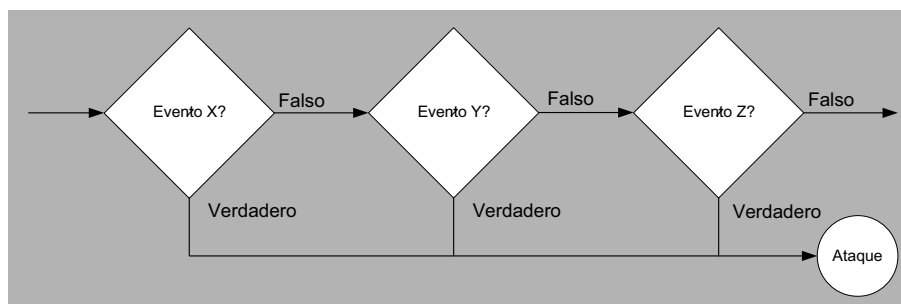 Evento X?
Falso
Evento Y?
Falso
Evento Z?
Falso
Verdadero
Verdadero
Verdadero
Ataque